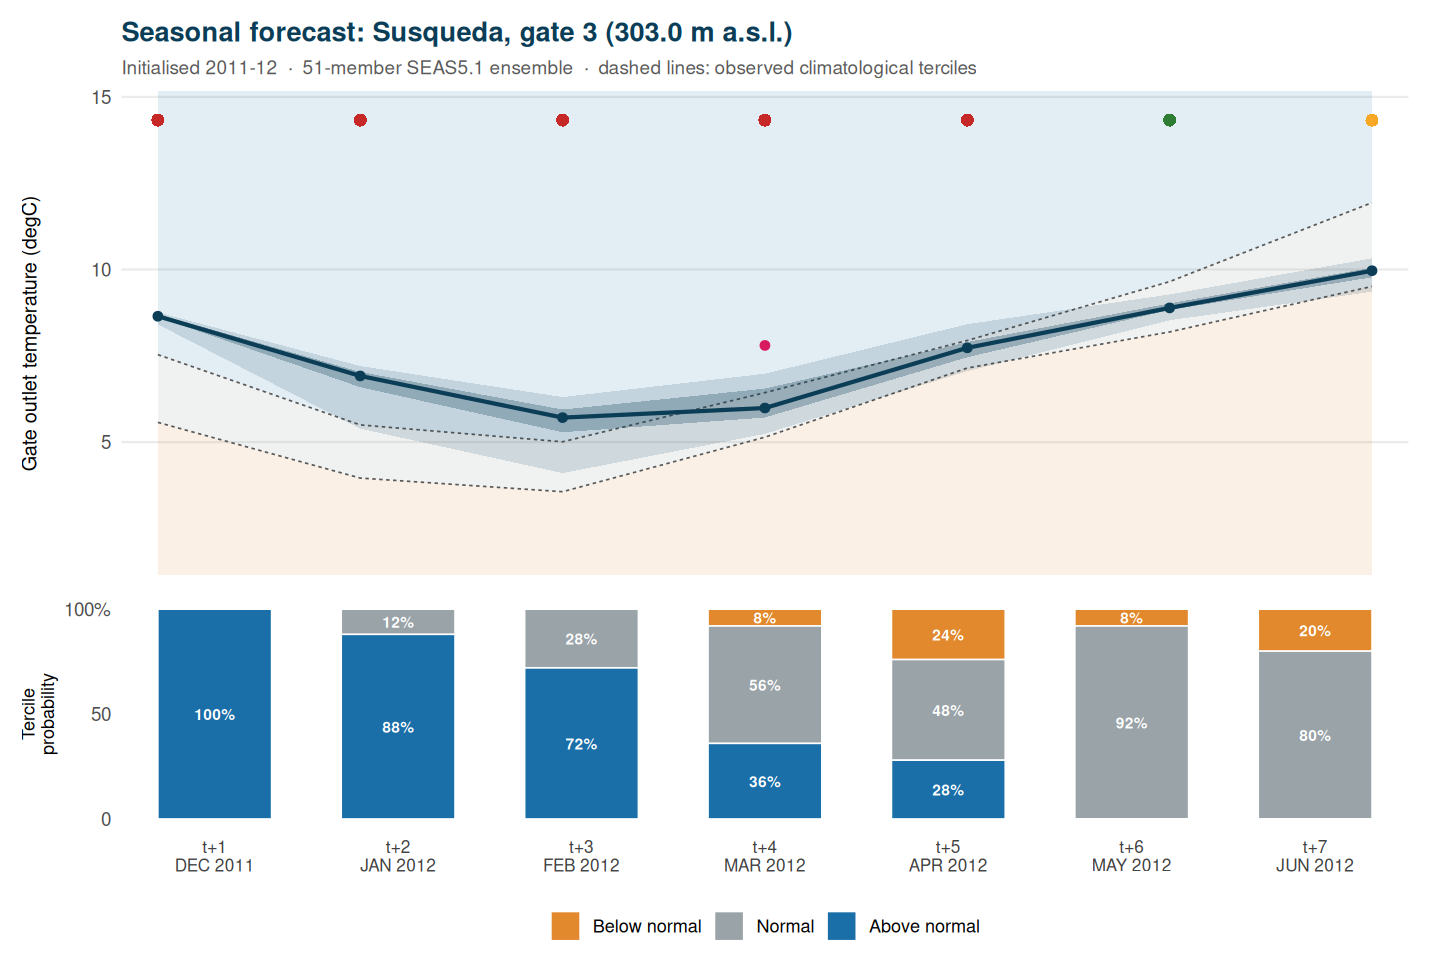 Seasonal forecast: Susqueda, gate 3 (303.0 m a.s.l.)
Initialised 2011-12 · 51-member SEAS5.1 ensemble · dashed lines: observed climatological terciles
Gate outlet temperature (degC)
15
10
5
Tercile
probability
100%
50
0
100%
12%
88%
28%
72%
8%
56%
36%
24%
48%
28%
8%
92%
20%
80%
t+1
DEC 2011
t+2
JAN 2012
t+3
FEB 2012
t+4
MAR 2012
t+5
APR 2012
t+6
MAY 2012
t+7
JUN 2012
Below normal
Normal
Above normal